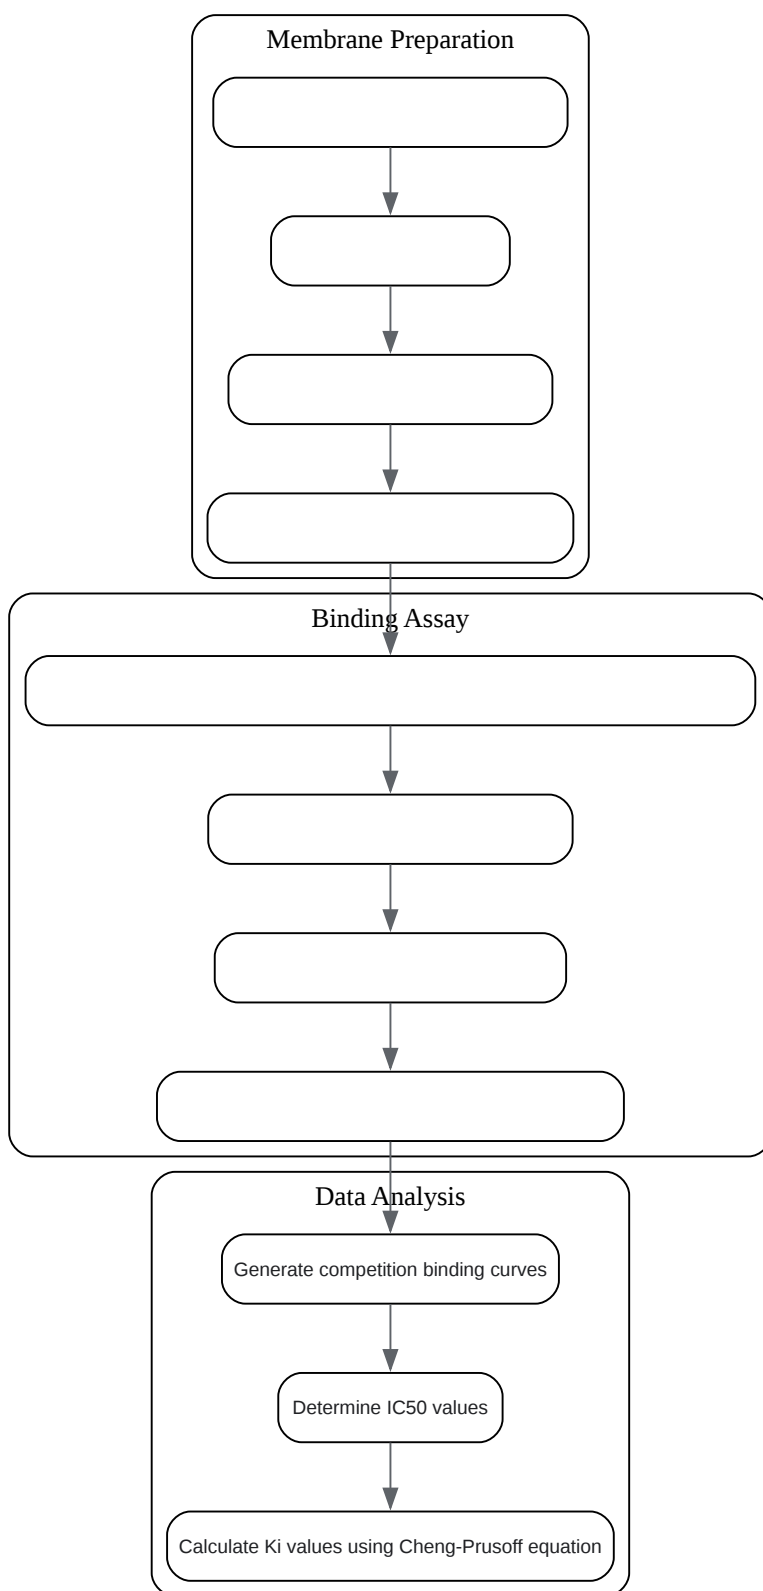 Membrane Preparation
Binding Assay
Data Analysis
Generate competition binding curves
Determine IC50 values
Calculate Ki values using Cheng-Prusoff equation